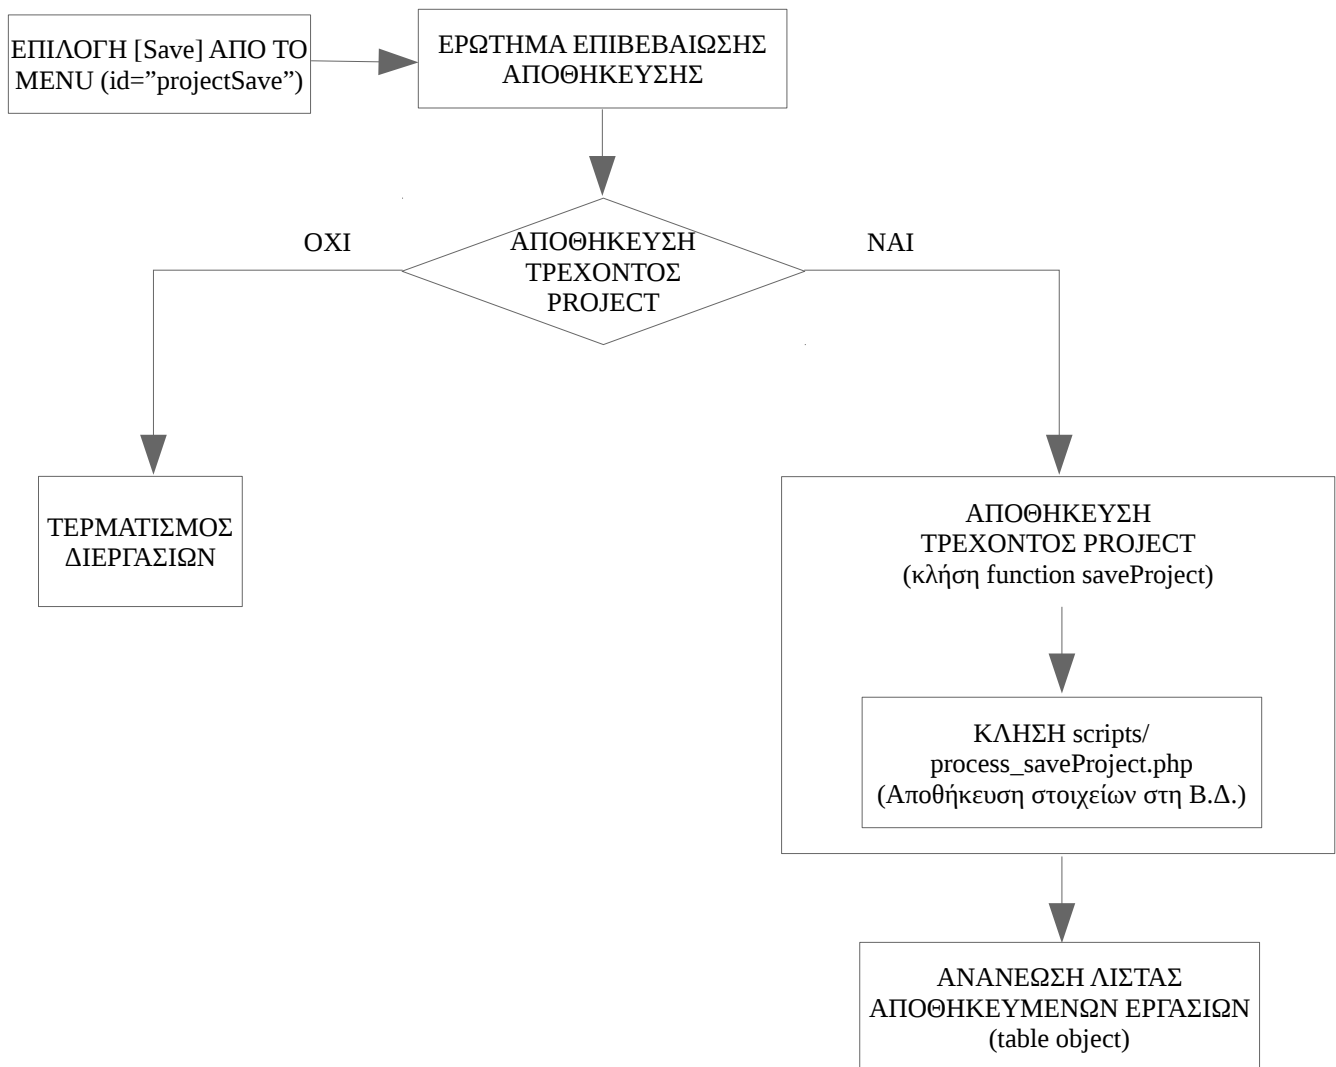 ΕΠΙΛΟΓΗ [Save] ΑΠΟ ΤΟ
MENU (id=”projectSave”)
ΕΡΩΤΗΜΑ ΕΠΙΒΕΒΑΙΩΣΗΣ
ΑΠΟΘΗΚΕΥΣΗΣ
ΟΧΙ
ΑΠΟΘΗΚΕΥΣΗ
ΤΡΕΧΟΝΤΟΣ
PROJECT
ΝΑΙ
ΤΕΡΜΑΤΙΣΜΟΣ
ΔΙΕΡΓΑΣΙΩΝ
ΑΠΟΘΗΚΕΥΣΗ
ΤΡΕΧΟΝΤΟΣ PROJECT
(κλήση function saveProject)
ΚΛΗΣΗ scripts/
process_saveProject.php
(Αποθήκευση στοιχείων στη Β.Δ.)
ΑΝΑΝΕΩΣΗ ΛΙΣΤΑΣ
ΑΠΟΘΗΚΕΥΜΕΝΩΝ ΕΡΓΑΣΙΩΝ
(table object)